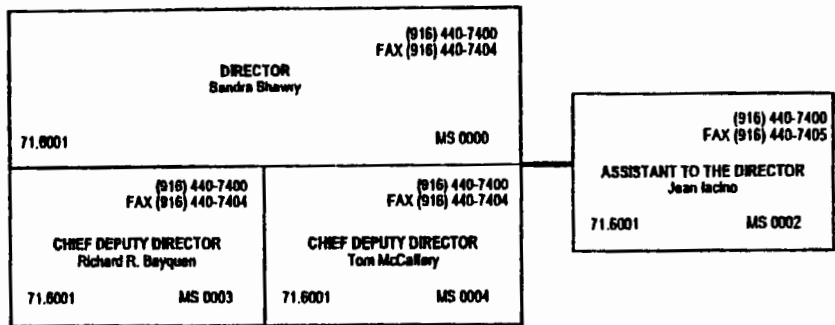 (916) 440-7400
FAX (916) 440-7404
DIRECTOR
Sandra Shewry
71.6001 MS 0000
(916) 440-7400
FAX (916) 440-7404
CHIEF DEPUTY DIRECTOR
Richard R. Bayquen
71.6001 MS 0003
(916) 440-7400
FAX (916) 440-7404
CHIEF DEPUTY DIRECTOR
Tom McCaffery
71.6001 MS 0004
(916) 440-7400
FAX (916) 440-7405
ASSISTANT TO THE DIRECTOR
Jean Iacino
71.6001 MS 0002